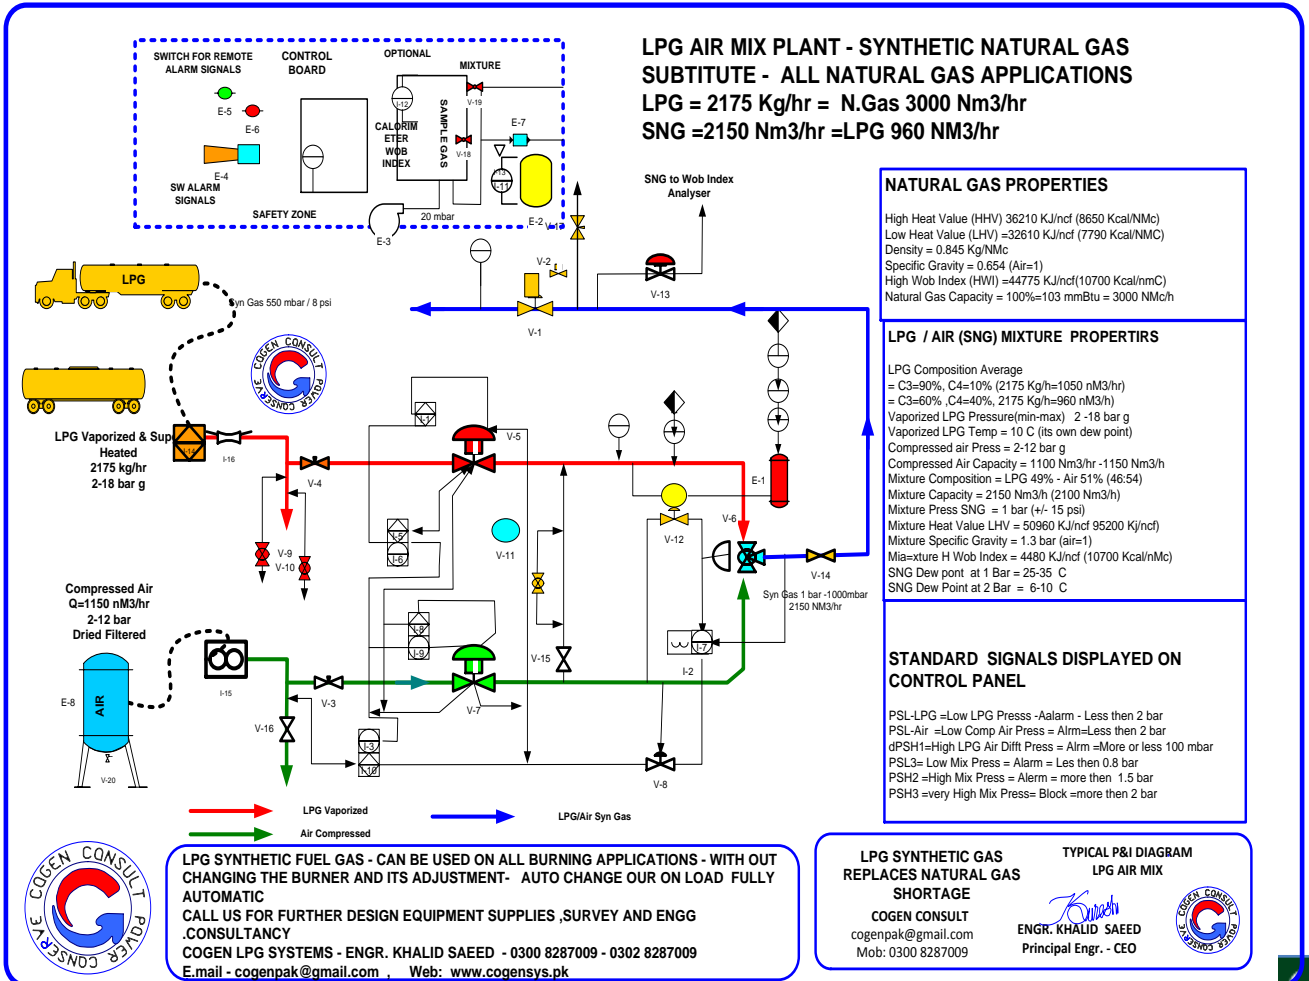 LPG AIR MIX PLANT - SYNTHETIC NATURAL GAS
SUBTITUTE - ALL NATURAL GAS APPLICATIONS
LPG = 2175 Kg/hr = N.Gas 3000 Nm3/hr
SNG =2150 Nm3/hr =LPG 960 NM3/hr
SWITCH FOR REMOTE
ALARM SIGNALS
CONTROL
BOARD
OPTIONAL
MIXTURE
E-5
E-6
E-4
SW ALARM
SIGNALS
SAFETY ZONE
I-12
CALORIM
ETER
WOB
INDEX
SAMPLE GAS
V-19
V-18
E-7
I-13
I-11
E-2
V-17
20 mbar
E-3
SNG to Wob Index
Analyser
V-2
V-1
V-13
LPG
Syn Gas 550 mbar / 8 psi
COGEN CONSULT
POWER CONSERVE
LPG Vaporized & Sup
Heated
2175 kg/hr
2-18 bar g
I-14
I-16
V-4
V-9
V-10
I-1
V-5
I-5
I-6
V-11
I-8
I-9
V-7
I-3
I-10
V-15
V-12
E-1
V-6
V-14
Syn Gas 1 bar -1000mbar
2150 NM3/hr
I-7
I-2
V-8
Compressed Air
Q=1150 nM3/hr
2-12 bar
Dried Filtered
E-8
AIR
V-20
I-15
V-16
V-3
LPG Vaporized
Air Compressed
LPG/Air Syn Gas
NATURAL GAS PROPERTIES
High Heat Value (HHV) 36210 KJ/ncf (8650 Kcal/NMc)
Low Heat Value (LHV) =32610 KJ/ncf (7790 Kcal/NMC)
Density = 0.845 Kg/NMc
Specific Gravity = 0.654 (Air=1)
High Wob Index (HWI) =44775 KJ/ncf(10700 Kcal/nmC)
Natural Gas Capacity = 100%=103 mmBtu = 3000 NMc/h
LPG / AIR (SNG) MIXTURE PROPERTIRS
LPG Composition Average
= C3=90%, C4=10% (2175 Kg/h=1050 nM3/hr)
= C3=60% ,C4=40%, 2175 Kg/h=960 nM3/h)
Vaporized LPG Pressure(min-max) 2 -18 bar g
Vaporized LPG Temp = 10 C (its own dew point)
Compressed air Press = 2-12 bar g
Compressed Air Capacity = 1100 Nm3/hr -1150 Nm3/h
Mixture Composition = LPG 49% - Air 51% (46:54)
Mixture Capacity = 2150 Nm3/h (2100 Nm3/h)
Mixture Press SNG = 1 bar (+/- 15 psi)
Mixture Heat Value LHV = 50960 KJ/ncf 95200 Kj/ncf)
Mixture Specific Gravity = 1.3 bar (air=1)
Mia=xture H Wob Index = 4480 KJ/ncf (10700 Kcal/nMc)
SNG Dew pont at 1 Bar = 25-35 C
SNG Dew Point at 2 Bar = 6-10 C
STANDARD SIGNALS DISPLAYED ON
CONTROL PANEL
PSL-LPG =Low LPG Presss -Aalarm - Less then 2 bar
PSL-Air =Low Comp Air Press = Alrm=Less then 2 bar
dPSH1=High LPG Air Difft Press = Alrm =More or less 100 mbar
PSL3= Low Mix Press = Alarm = Les then 0.8 bar
PSH2 =High Mix Press = Alerm = more then 1.5 bar
PSH3 =very High Mix Press= Block =more then 2 bar
COGEN CONSULT
POWER CONSERVE
LPG SYNTHETIC FUEL GAS - CAN BE USED ON ALL BURNING APPLICATIONS - WITH OUT
CHANGING THE BURNER AND ITS ADJUSTMENT- AUTO CHANGE OUR ON LOAD FULLY
AUTOMATIC
CALL US FOR FURTHER DESIGN EQUIPMENT SUPPLIES ,SURVEY AND ENGG
.CONSULTANCY
COGEN LPG SYSTEMS - ENGR. KHALID SAEED - 0300 8287009 - 0302 8287009
E.mail - cogenpak@gmail.com , Web: www.cogensys.pk
LPG SYNTHETIC GAS
REPLACES NATURAL GAS
SHORTAGE
COGEN CONSULT
cogenpak@gmail.com
Mob: 0300 8287009
TYPICAL P&I DIAGRAM
LPG AIR MIX
ENGR. KHALID SAEED
Principal Engr. - CEO
COGEN CONSULT
POWER CONSERVE